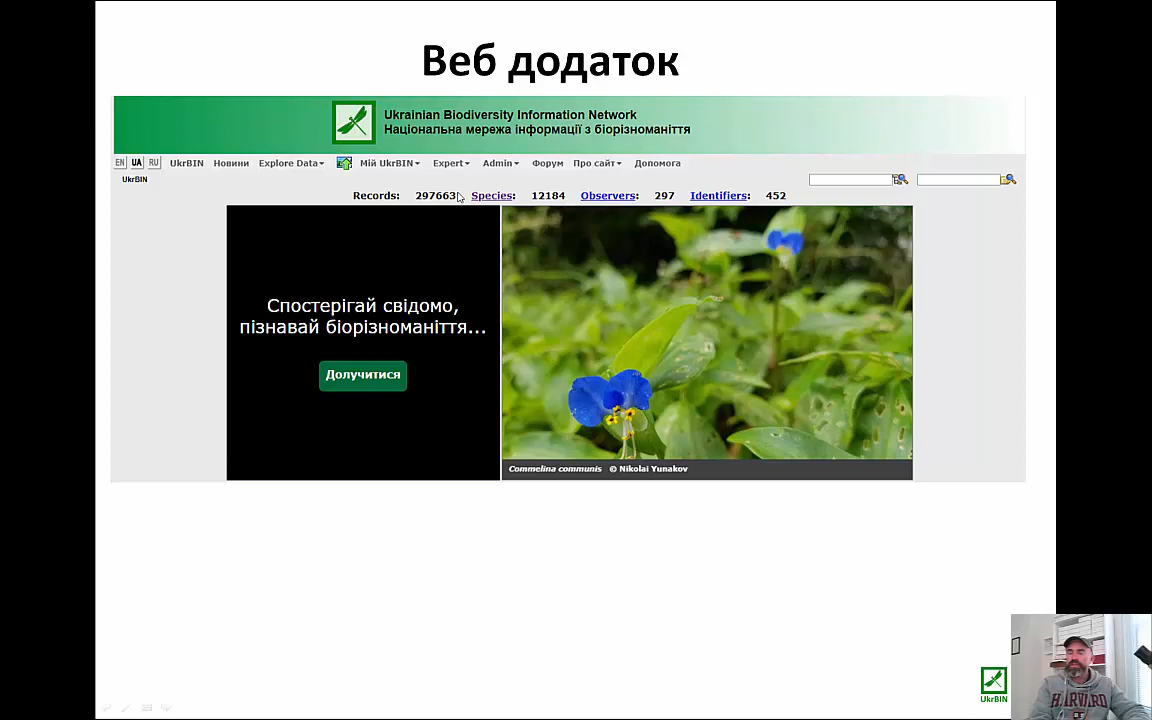 Веб додаток
Ukrainian Biodiversity Information Network
Національна мережа інформації з біорізноманіття
EN UA RU UkrBIN Новини Explore Data Мій UkrBIN Expert Admin Форум Про сайт Допомога
UkrBIN
Records: 297663 Species: 12184 Observers: 297 Identifiers: 452
Спостерігай свідомо,
пізнавай біорізноманіття...
Долучитися
Commelina communis © Nikolai Yunakov
UkrBIN
HARVARD